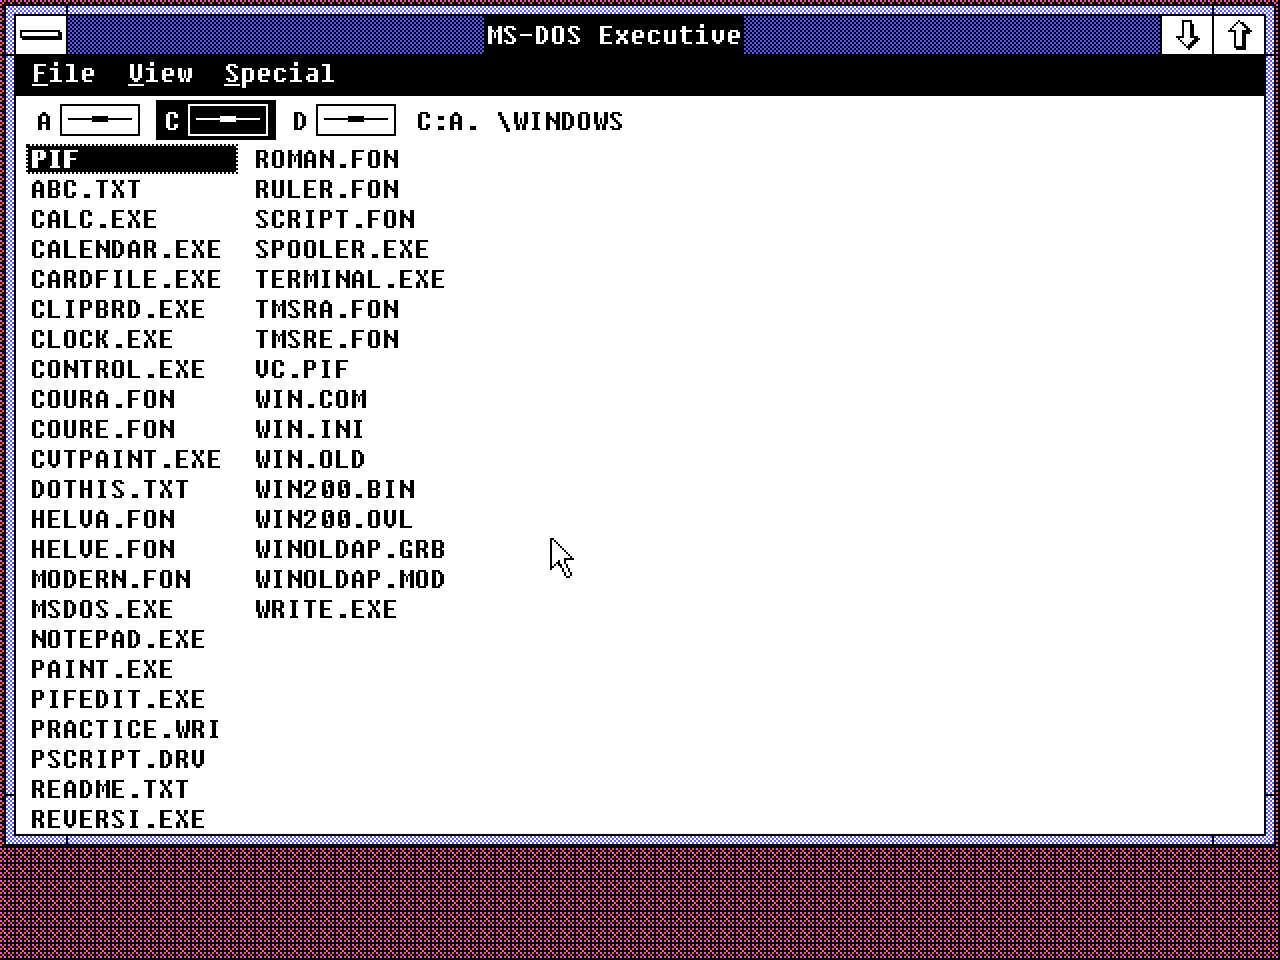 MS-DOS Executive
File View Special
A C D C:A. \WINDOWS
PIF
ABC.TXT
CALC.EXE
CALENDAR.EXE
CARDFILE.EXE
CLIPBRD.EXE
CLOCK.EXE
CONTROL.EXE
COURA.FON
COURE.FON
CVTPAINT.EXE
DOTHIS.TXT
HELVA.FON
HELVE.FON
MODERN.FON
MSDOS.EXE
NOTEPAD.EXE
PAINT.EXE
PIFEDIT.EXE
PRACTICE.WRI
PSCRIPT.DRV
README.TXT
REVERSI.EXE
ROMAN.FON
RULER.FON
SCRIPT.FON
SPOOLER.EXE
TERMINAL.EXE
TMSRA.FON
TMSRE.FON
VC.PIF
WIN.COM
WIN.INI
WIN.OLD
WIN200.BIN
WIN200.OVL
WINOLDAP.GRB
WINOLDAP.MOD
WRITE.EXE